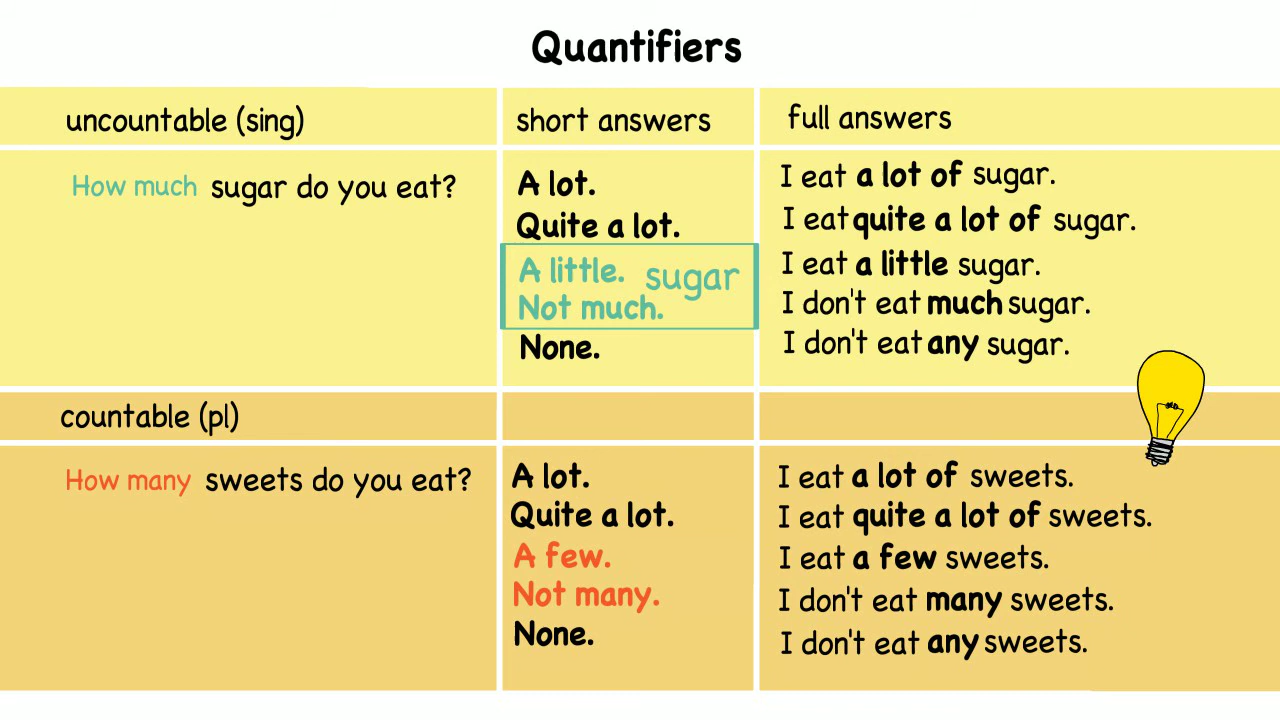 Quantifiers
uncountable (sing) short answers full answers
How much sugar do you eat? A lot. I eat a lot of sugar.
Quite a lot. I eat quite a lot of sugar.
A little. sugar I eat a little sugar.
Not much. I don't eat much sugar.
None. I don't eat any sugar.
countable (pl)
How many sweets do you eat? A lot. I eat a lot of sweets.
Quite a lot. I eat quite a lot of sweets.
A few. I eat a few sweets.
Not many. I don't eat many sweets.
None. I don't eat any sweets.